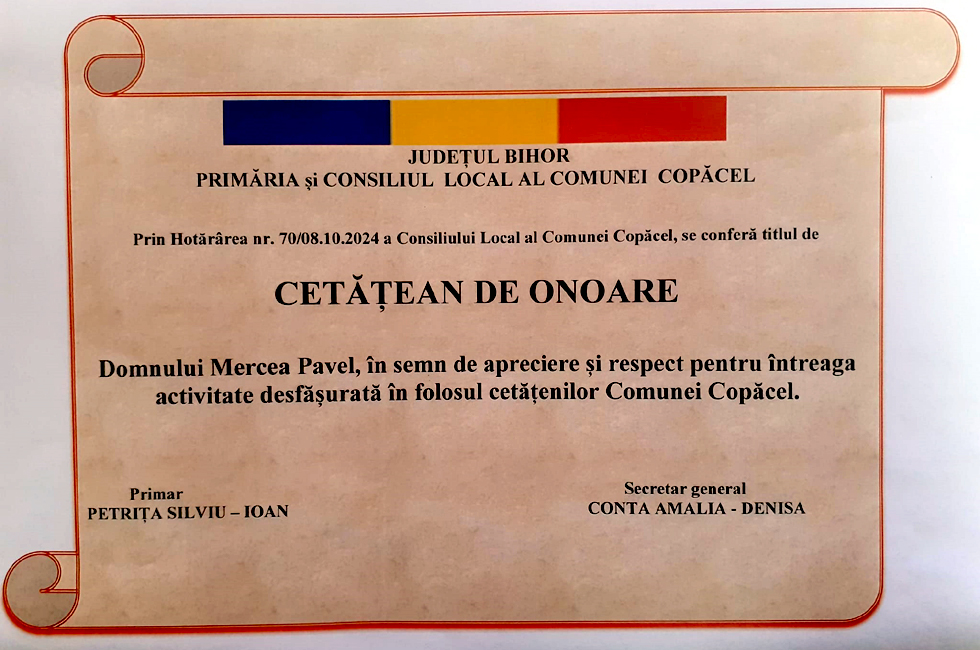 JUDEȚUL BIHOR
PRIMĂRIA și CONSILIUL LOCAL AL COMUNEI COPĂCEL
Prin Hotărârea nr. 70/08.10.2024 a Consiliului Local al Comunei Copăcel, se conferă titlul de
CETĂȚEAN DE ONOARE
Domnului Mercea Pavel, în semn de apreciere și respect pentru întreaga
activitate desfășurată în folosul cetățenilor Comunei Copăcel.
Primar
PETRIȚA SILVIU – IOAN
Secretar general
CONTA AMALIA - DENISA